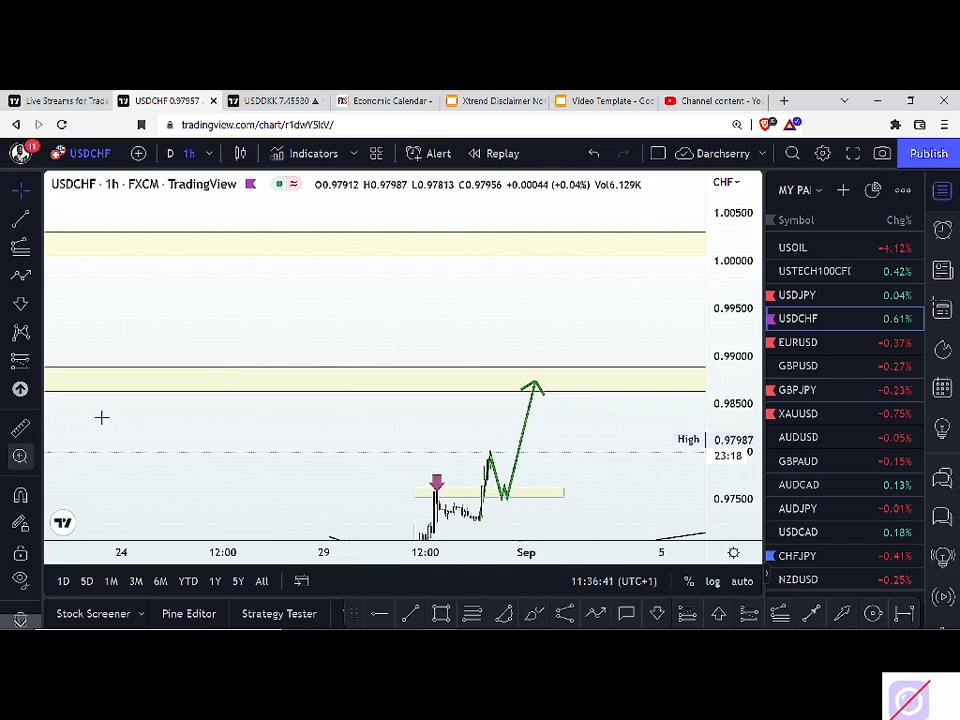 Live Streams for Trade
USDCHF 0.97957
USDDKK 7.45580 ▲
Economic Calendar -
Xtrend Disclaimer No
Video Template - Goo
Channel content - Yo
tradingview.com/chart/r1dwY5kV/
11
USDCHF
D
1h
Indicators
Alert
Replay
Darchserry
Publish
USDCHF · 1h · FXCM · TradingView
O0.97912 H0.97987 L0.97813 C0.97956 +0.00044 (+0.04%) Vol6.129K
CHF
1.00500
1.00000
0.99500
0.99000
0.98500
High 0.97987
23:18
0.97500
24
12:00
29
12:00
Sep
5
MY PA
Symbol Chg%
USOIL −4.12%
USTECH100CFD 0.42%
USDJPY 0.04%
USDCHF 0.61%
EURUSD −0.37%
GBPUSD −0.27%
GBPJPY −0.23%
XAUUSD −0.75%
AUDUSD −0.05%
GBPAUD −0.15%
AUDCAD 0.13%
AUDJPY −0.01%
USDCAD 0.18%
CHFJPY −0.41%
NZDUSD −0.25%
1D 5D 1M 3M 6M YTD 1Y 5Y All
11:36:41 (UTC+1)
% log auto
Stock Screener
Pine Editor
Strategy Tester